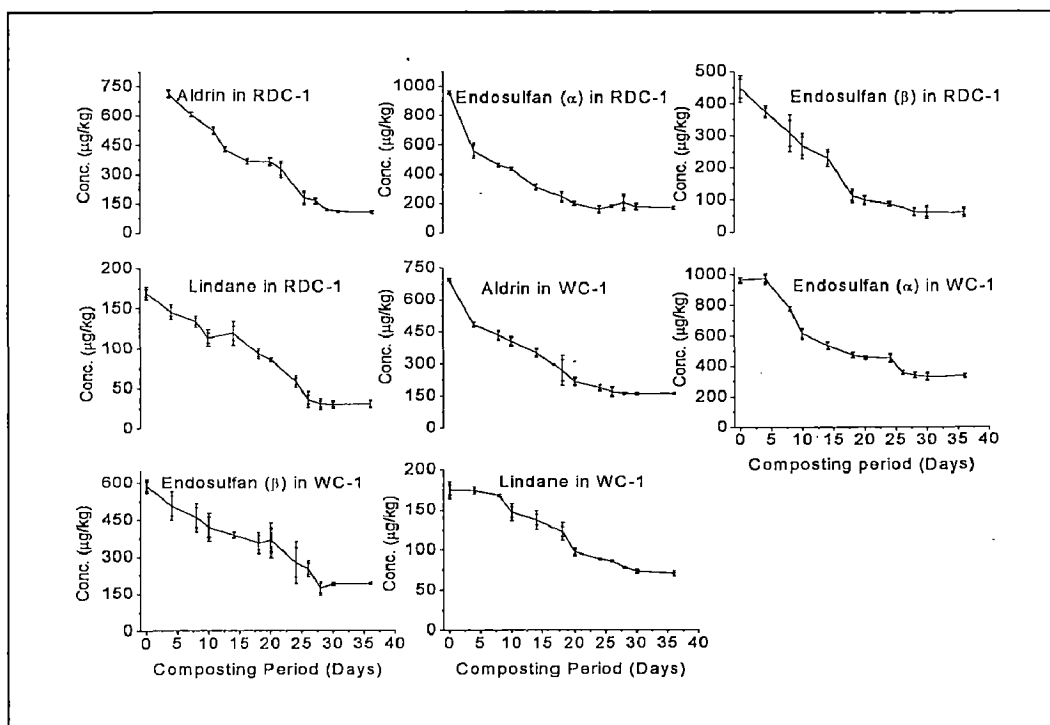 Aldrin in RDC-1
Conc. (µg/kg)
750
600
450
300
150
0
Endosulfan (α) in RDC-1
Conc. (µg/kg)
1000
800
600
400
200
0
Endosulfan (β) in RDC-1
Conc. (µg/kg)
500
400
300
200
100
0
Lindane in RDC-1
Conc. (µg/kg)
200
150
100
50
0
Aldrin in WC-1
Conc. (µg/kg)
750
600
450
300
150
0
Endosulfan (α) in WC-1
Conc. (µg/kg)
1000
800
600
400
200
0
0 5 10 15 20 25 30 35 40
Composting period (Days)
Endosulfan (β) in WC-1
Conc. (µg/kg)
600
450
300
150
0
0 5 10 15 20 25 30 35 40
Composting Period (Days)
Lindane in WC-1
Conc. (µg/kg)
200
150
100
50
0
0 5 10 15 20 25 30 35 40
Composting Period (Days)